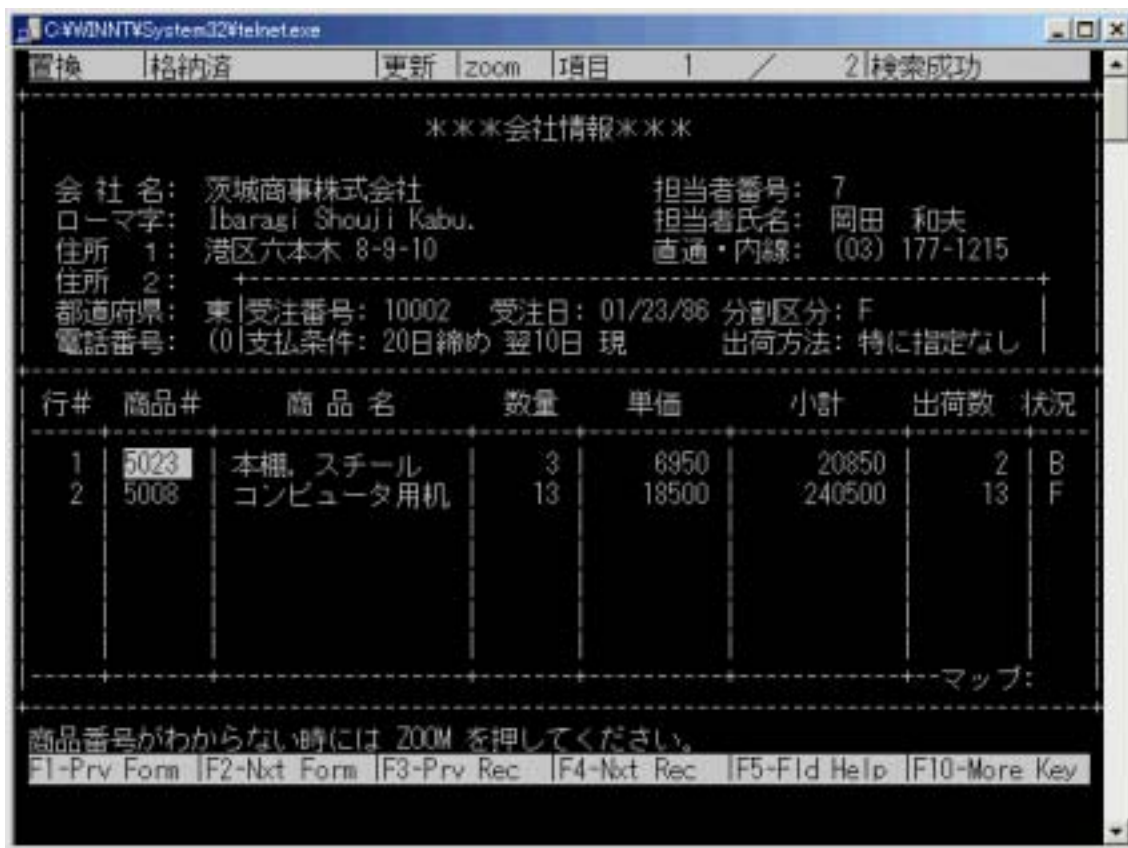 C:¥WINNT¥System32¥telnet.exe
置換 格納済 更新 zoom 項目 1 / 2 検索成功
***会社情報***
会 社 名: 茨城商事株式会社 担当者番号: 7
ローマ字: Ibaragi Shouji Kabu. 担当者氏名: 岡田 和夫
住所 1: 港区六本木 8-9-10 直通・内線: (03) 177-1215
住所 2:
都道府県: 東 受注番号: 10002 受注日: 01/23/86 分割区分: F
電話番号: (0 支払条件: 20日締め 翌10日 現 出荷方法: 特に指定なし
行# 商品# 商 品 名 数量 単価 小計 出荷数 状況
1 5023 本棚, スチール 3 6950 20850 2 B
2 5008 コンピュータ用机 13 18500 240500 13 F
マップ:
商品番号がわからない時には ZOOM を押してください。
F1-Prv Form F2-Nxt Form F3-Prv Rec F4-Nxt Rec F5-Fld Help F10-More Key